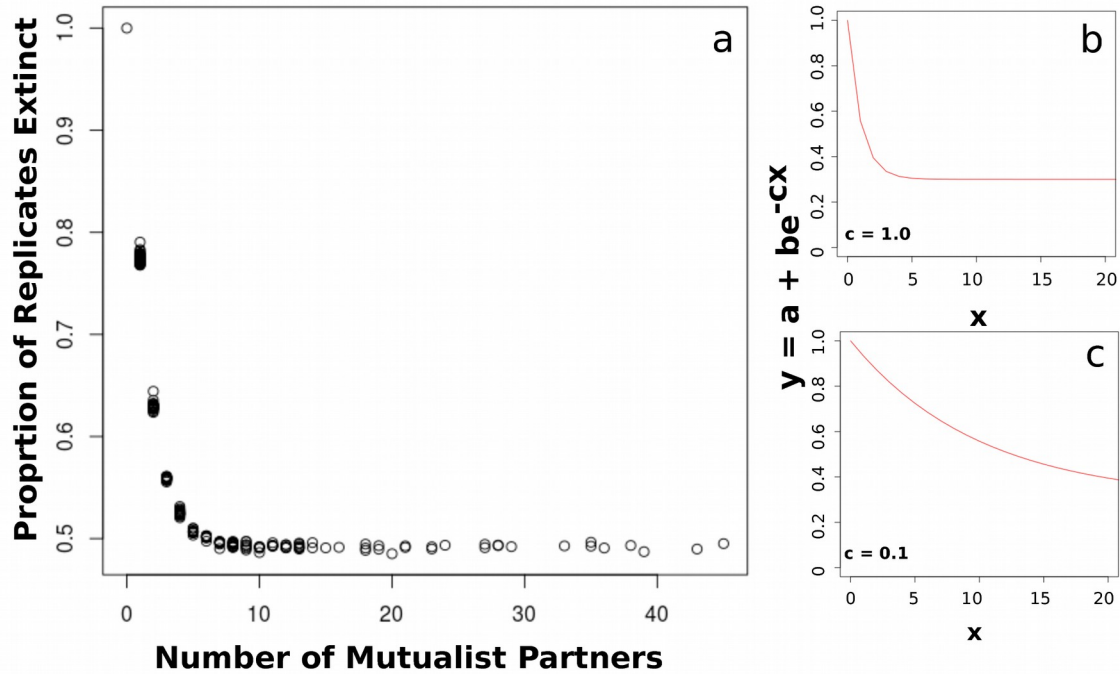 a
Proprtion of Replicates Extinct
1.0
0.9
0.8
0.7
0.6
0.5
0 10 20 30 40
Number of Mutualist Partners
y = a + be-cx
b
1.0
0.8
0.6
0.4
0.2
0
c = 1.0
0 5 10 15 20
x
c
1.0
0.8
0.6
0.4
0.2
0
c = 0.1
0 5 10 15 20
x